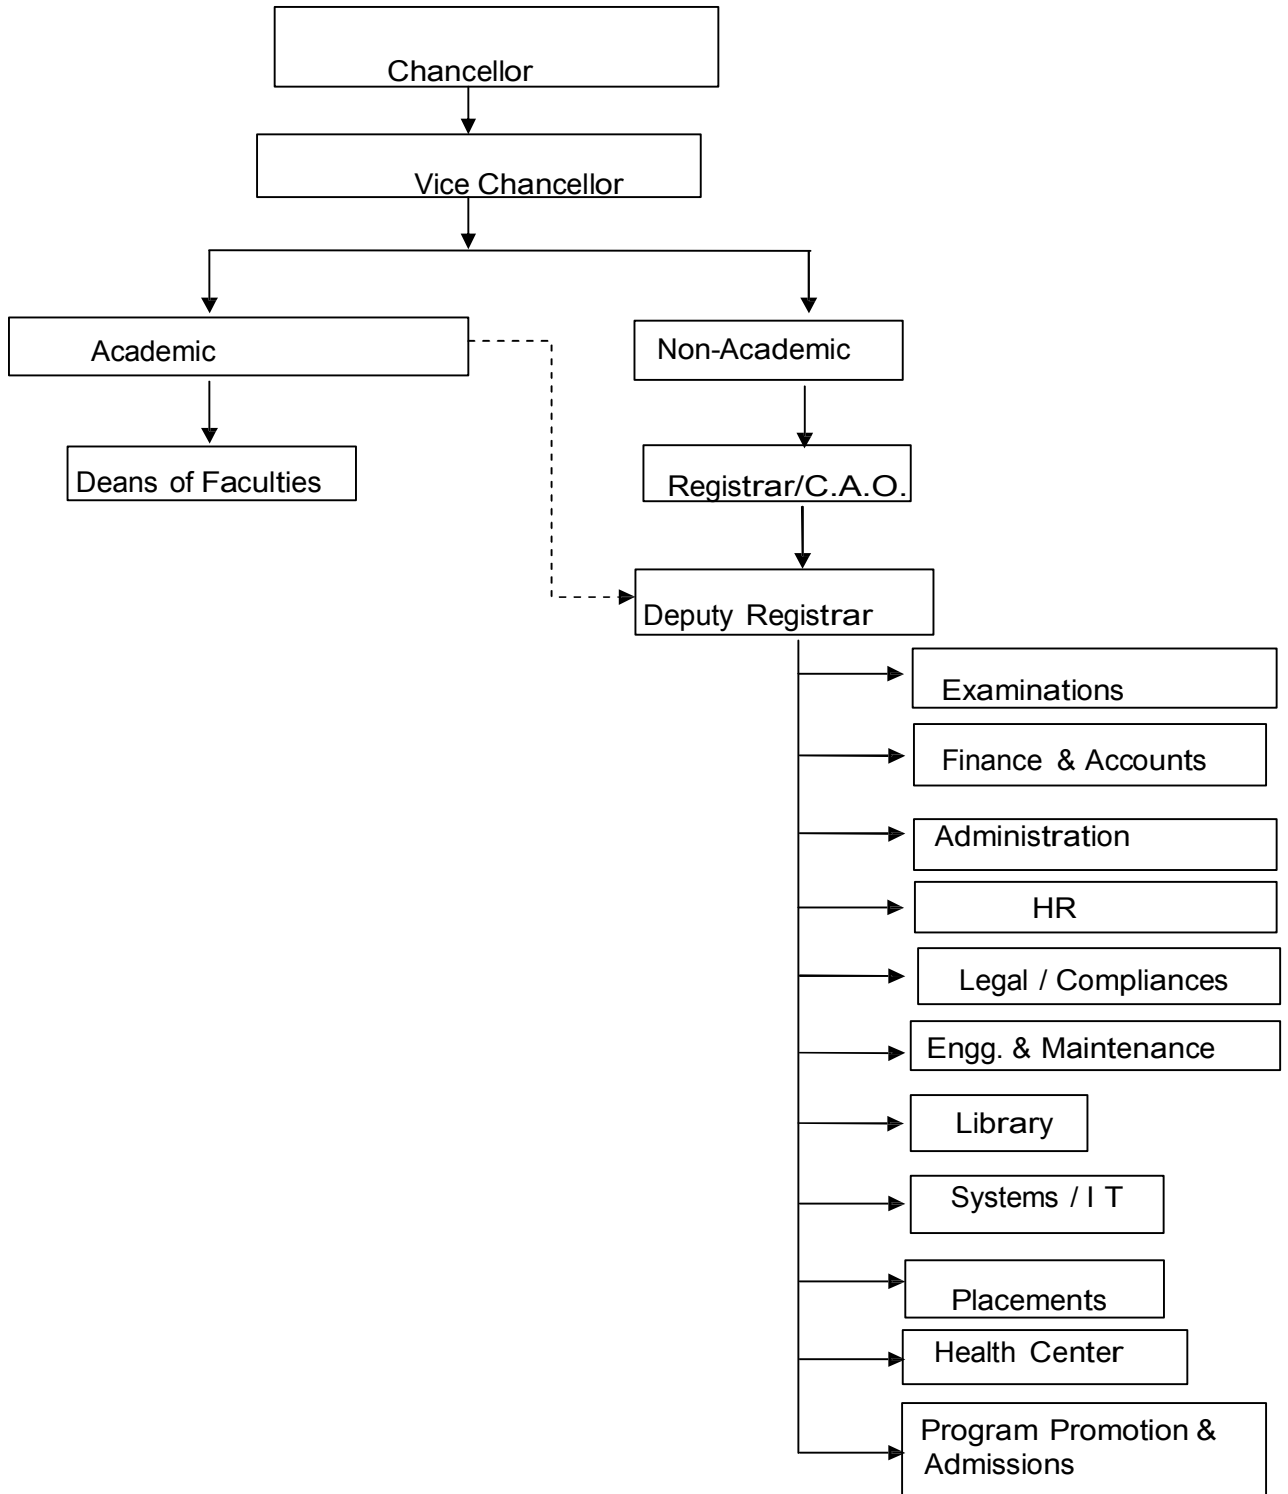 Chancellor
Vice Chancellor
Academic
Non-Academic
Deans of Faculties
Registrar/C.A.O.
Deputy Registrar
Examinations
Finance & Accounts
Administration
HR
Legal / Compliances
Engg. & Maintenance
Library
Systems / I T
Placements
Health Center
Program Promotion &
Admissions